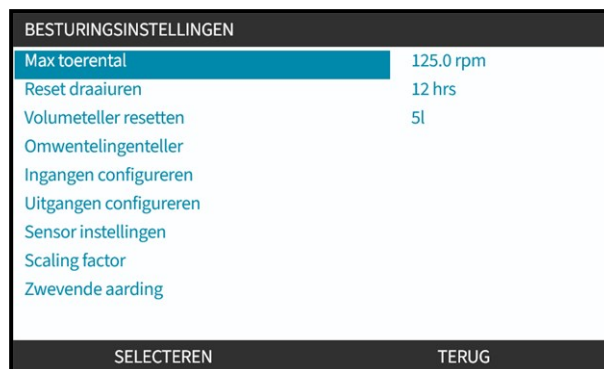 BESTURINGSINSTELLINGEN
Max toerental 125.0 rpm
Reset draaiuren 12 hrs
Volumeteller resetten 5l
Omwentelingenteller
Ingangen configureren
Uitgangen configureren
Sensor instellingen
Scaling factor
Zwevende aarding
SELECTEREN TERUG